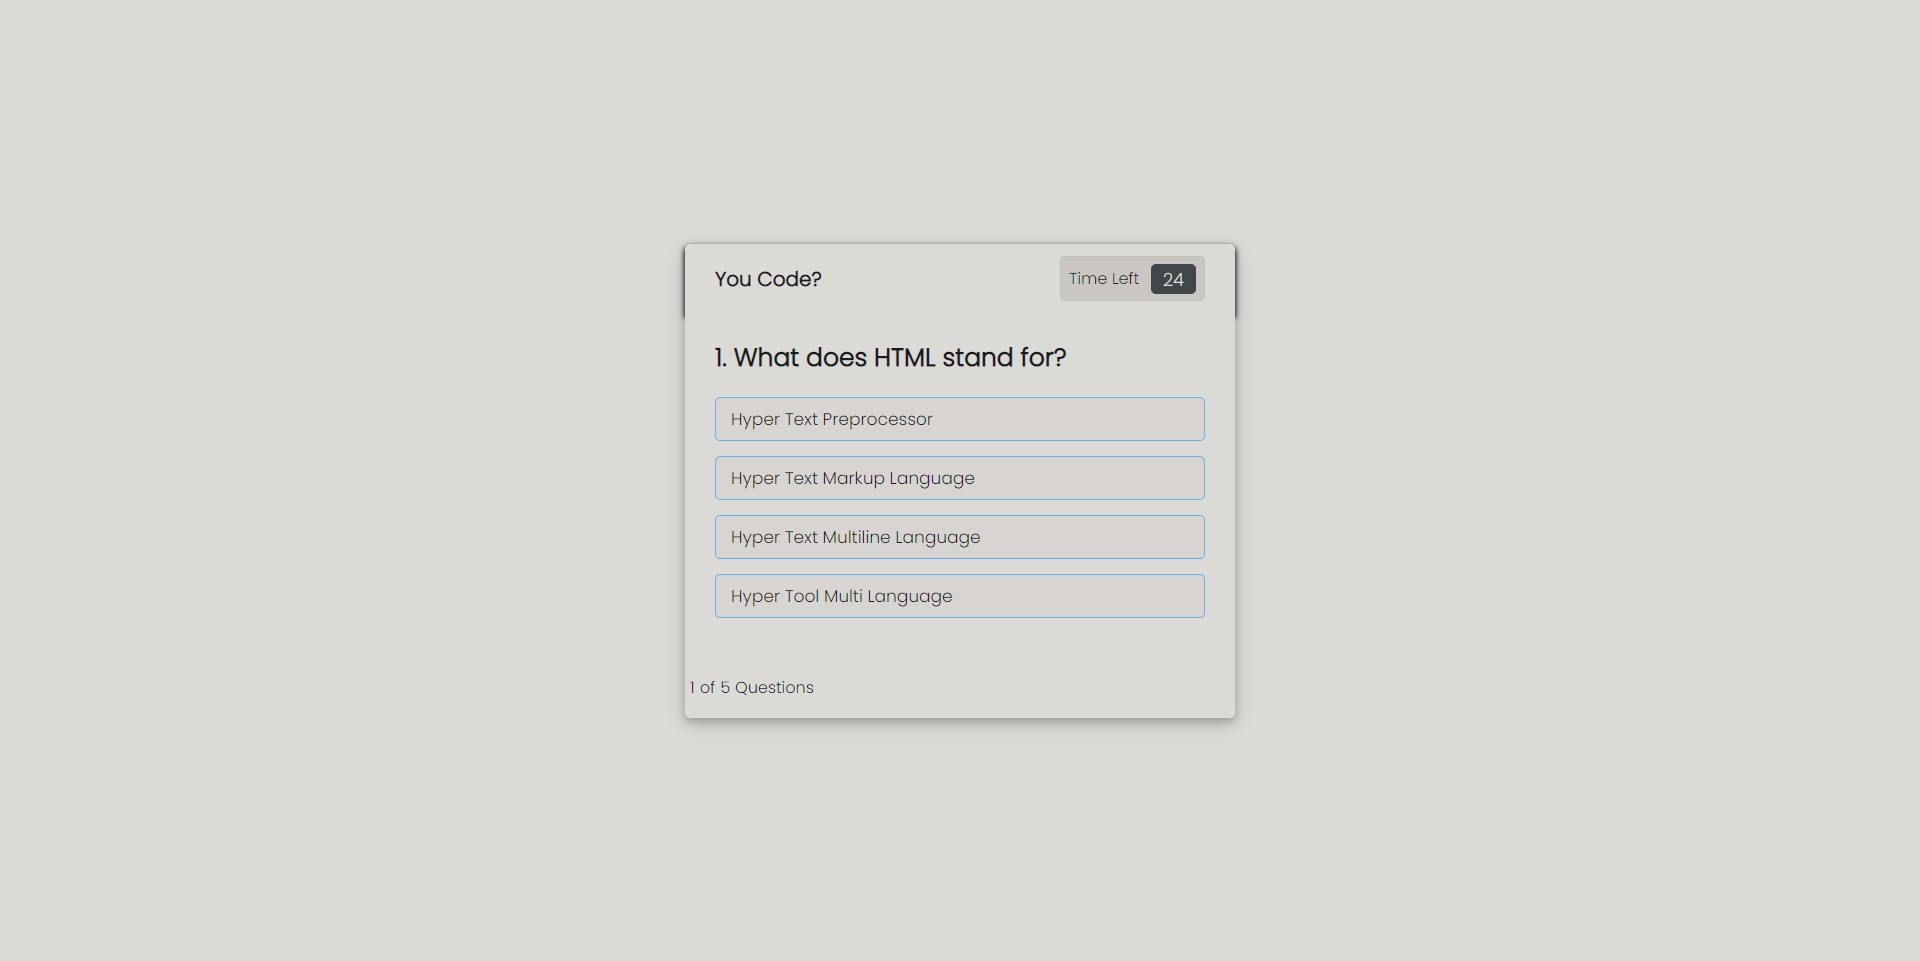 You Code?
Time Left 24
1. What does HTML stand for?
Hyper Text Preprocessor
Hyper Text Markup Language
Hyper Text Multiline Language
Hyper Tool Multi Language
1 of 5 Questions